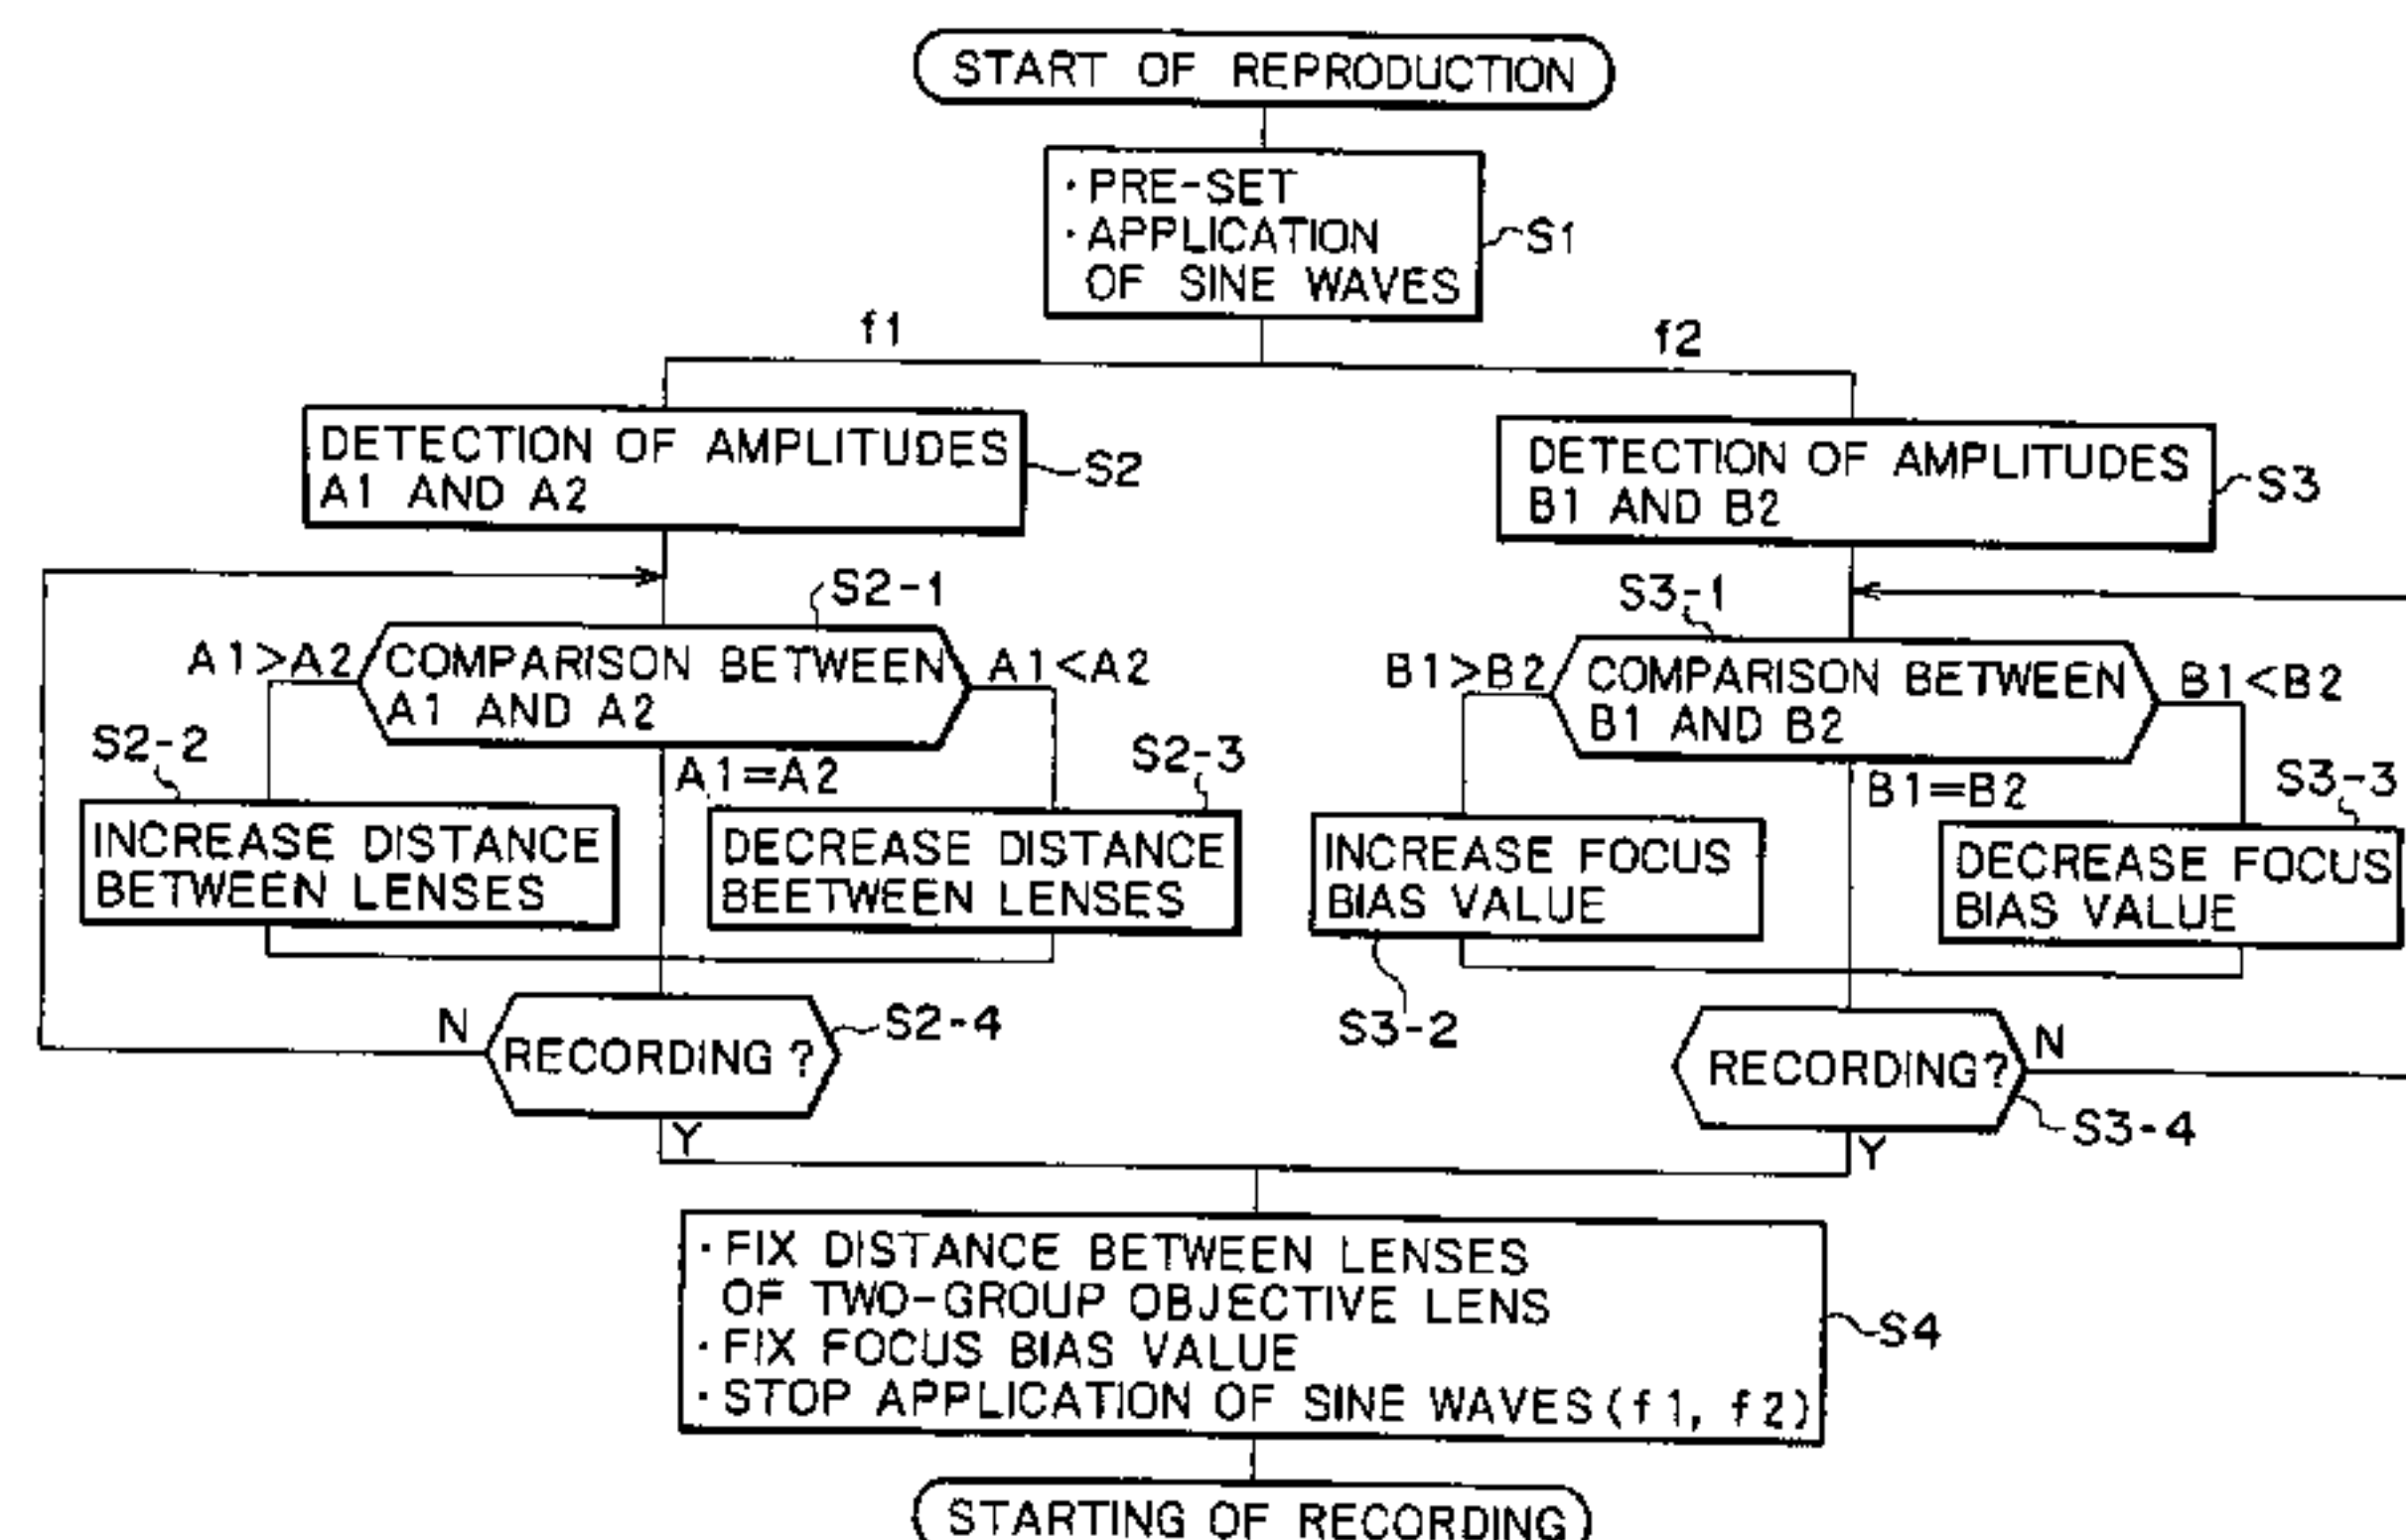 START OF REPRODUCTION
・PRE-SET
・APPLICATION
OF SINE WAVES
S1
f1
f2
DETECTION OF AMPLITUDES
A1 AND A2
S2
DETECTION OF AMPLITUDES
B1 AND B2
S3
S2-1
A1>A2
COMPARISON BETWEEN
A1 AND A2
A1<A2
A1=A2
S3-1
B1>B2
COMPARISON BETWEEN
B1 AND B2
B1<B2
B1=B2
S2-2
INCREASE DISTANCE
BETWEEN LENSES
S2-3
DECREASE DISTANCE
BEETWEEN LENSES
INCREASE FOCUS
BIAS VALUE
S3-2
S3-3
DECREASE FOCUS
BIAS VALUE
N
RECORDING?
S2-4
Y
RECORDING?
N
S3-4
Y
・FIX DISTANCE BETWEEN LENSES
OF TWO-GROUP OBJECTIVE LENS
・FIX FOCUS BIAS VALUE
・STOP APPLICATION OF SINE WAVES(f1, f2)
S4
STARTING OF RECORDING